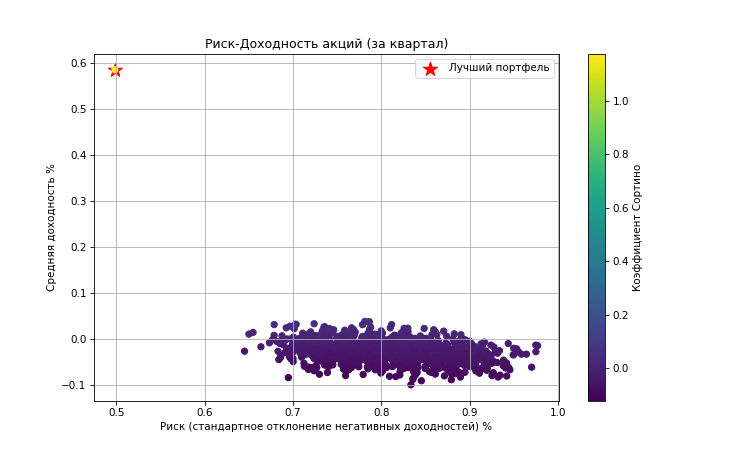 Риск-Доходность акций (за квартал)
Лучший портфель
0.6
0.5
0.4
0.3
0.2
0.1
0.0
−0.1
Средняя доходность %
0.5 0.6 0.7 0.8 0.9 1.0
Риск (стандартное отклонение негативных доходностей) %
1.0
0.8
0.6
0.4
0.2
0.0
Коэффициент Сортино